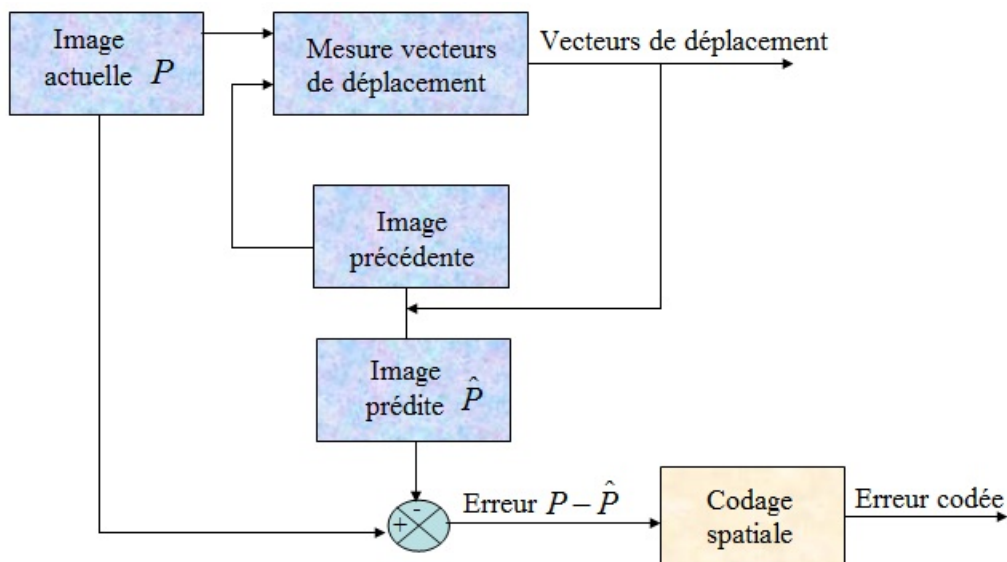 Image
actuelle P
Mesure vecteurs
de déplacement
Vecteurs de déplacement
Image
précédente
Image
prédite P̂
-
+
Erreur P – P̂
Codage
spatiale
Erreur codée